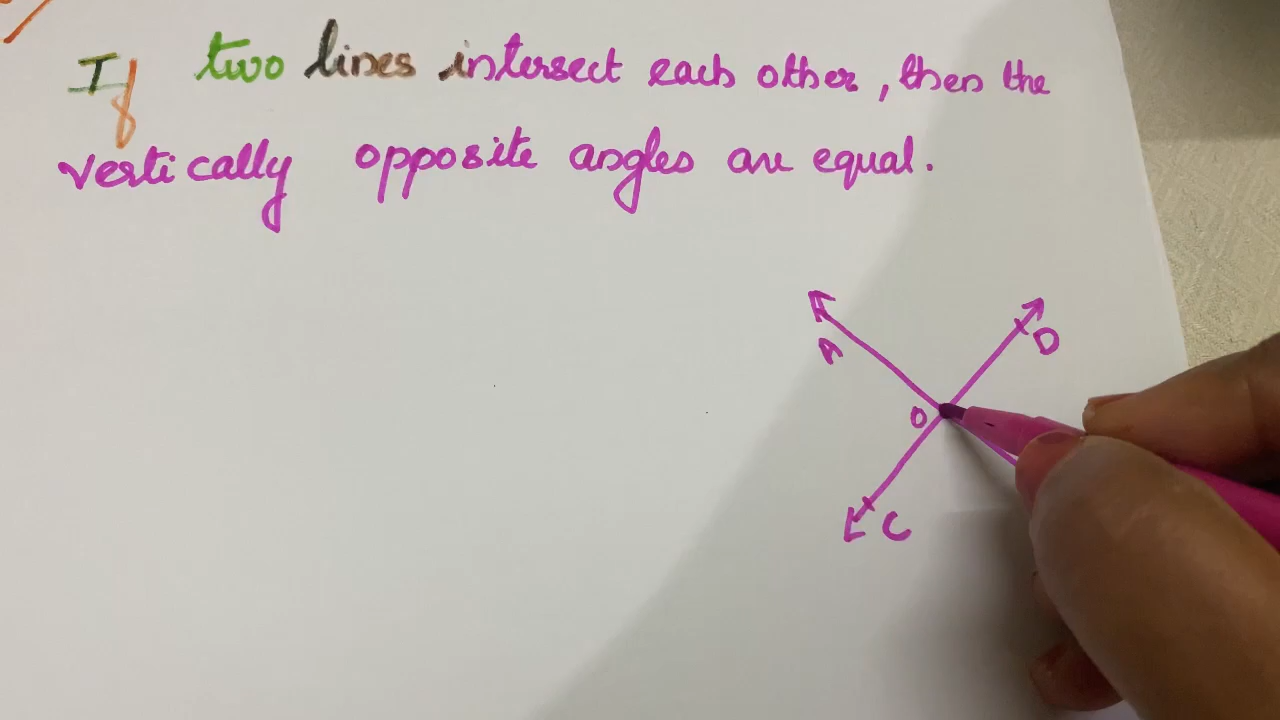 If two lines intersect each other, then the
vertically opposite angles are equal.
A
D
O
C